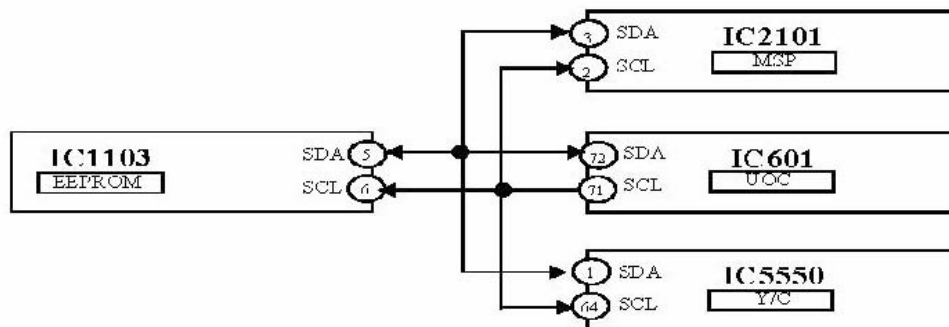 3 SDA IC2101
2 SCL MSP
IC1103 SDA 5 72 SDA IC601
EEPROM SCL 6 71 SCL UOC
1 SDA IC5550
64 SCL Y/C